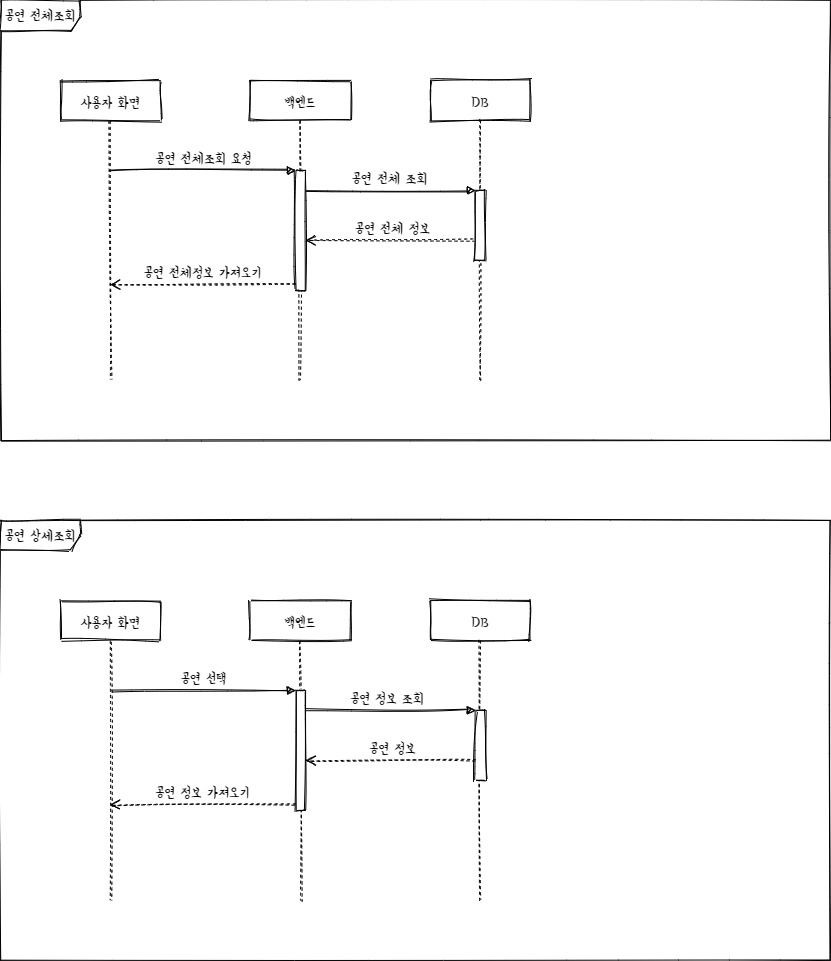 공연 전체조회
사용자 화면
백엔드
DB
공연 전체조회 요청
공연 전체 조회
공연 전체 정보
공연 전체정보 가져오기
공연 상세조회
사용자 화면
백엔드
DB
공연 선택
공연 정보 조회
공연 정보
공연 정보 가져오기